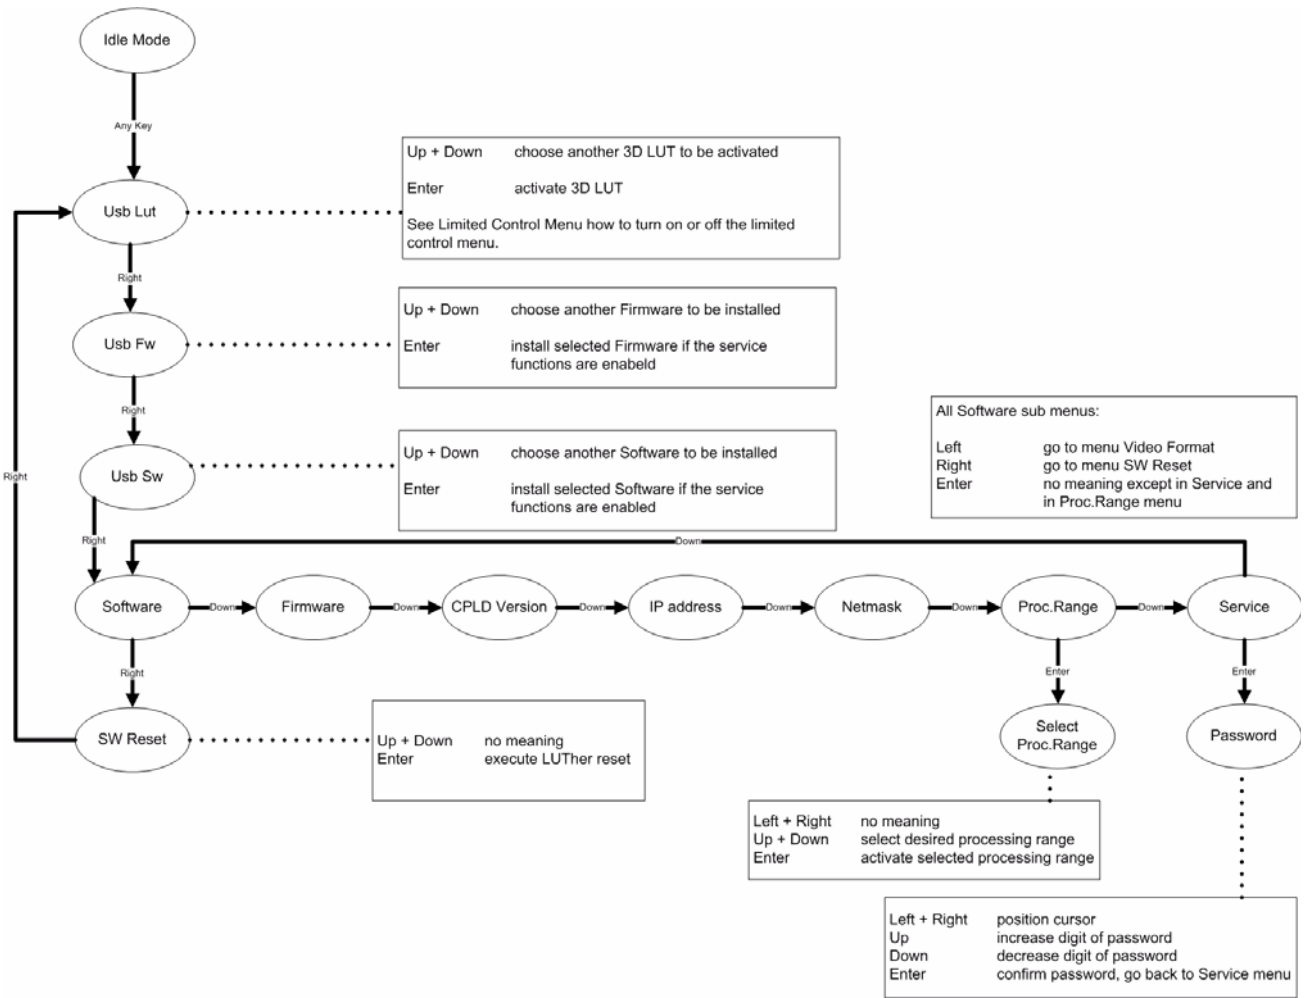 Idle Mode
Any Key
Up + Down choose another 3D LUT to be activated
Enter activate 3D LUT
See Limited Control Menu how to turn on or off the limited
control menu.
Usb Lut
Right
Up + Down choose another Firmware to be installed
Enter install selected Firmware if the service
functions are enabeld
Usb Fw
Right
All Software sub menus:
Left go to menu Video Format
Right go to menu SW Reset
Enter no meaning except in Service and
in Proc.Range menu
Up + Down choose another Software to be installed
Enter install selected Software if the service
functions are enabled
Usb Sw
Right
Right
Down
Software
Down
Firmware
Down
CPLD Version
Down
IP address
Down
Netmask
Down
Proc.Range
Down
Service
Right
Enter
Enter
SW Reset
Up + Down no meaning
Enter execute LUTher reset
Select
Proc.Range
Password
Left + Right no meaning
Up + Down select desired processing range
Enter activate selected processing range
Left + Right position cursor
Up increase digit of password
Down decrease digit of password
Enter confirm password, go back to Service menu